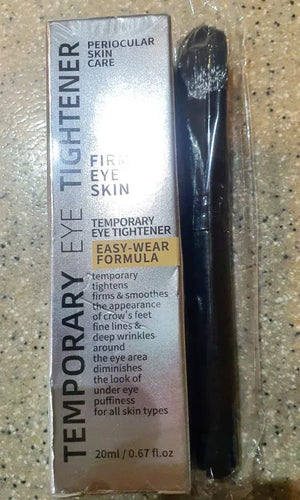 TEMPORARY EYE TIGHTENER
PERIOCULAR
SKIN
CARE
FIRM
EYE
SKIN
TEMPORARY
EYE TIGHTENER
EASY-WEAR
FORMULA
temporary
tightens
firms & smoothes
the appearance
of crow's feet
fine lines &
deep wrinkles
around
the eye area
diminishes
the look of
under eye
puffiness
for all skin types
20ml / 0.67 fl.oz